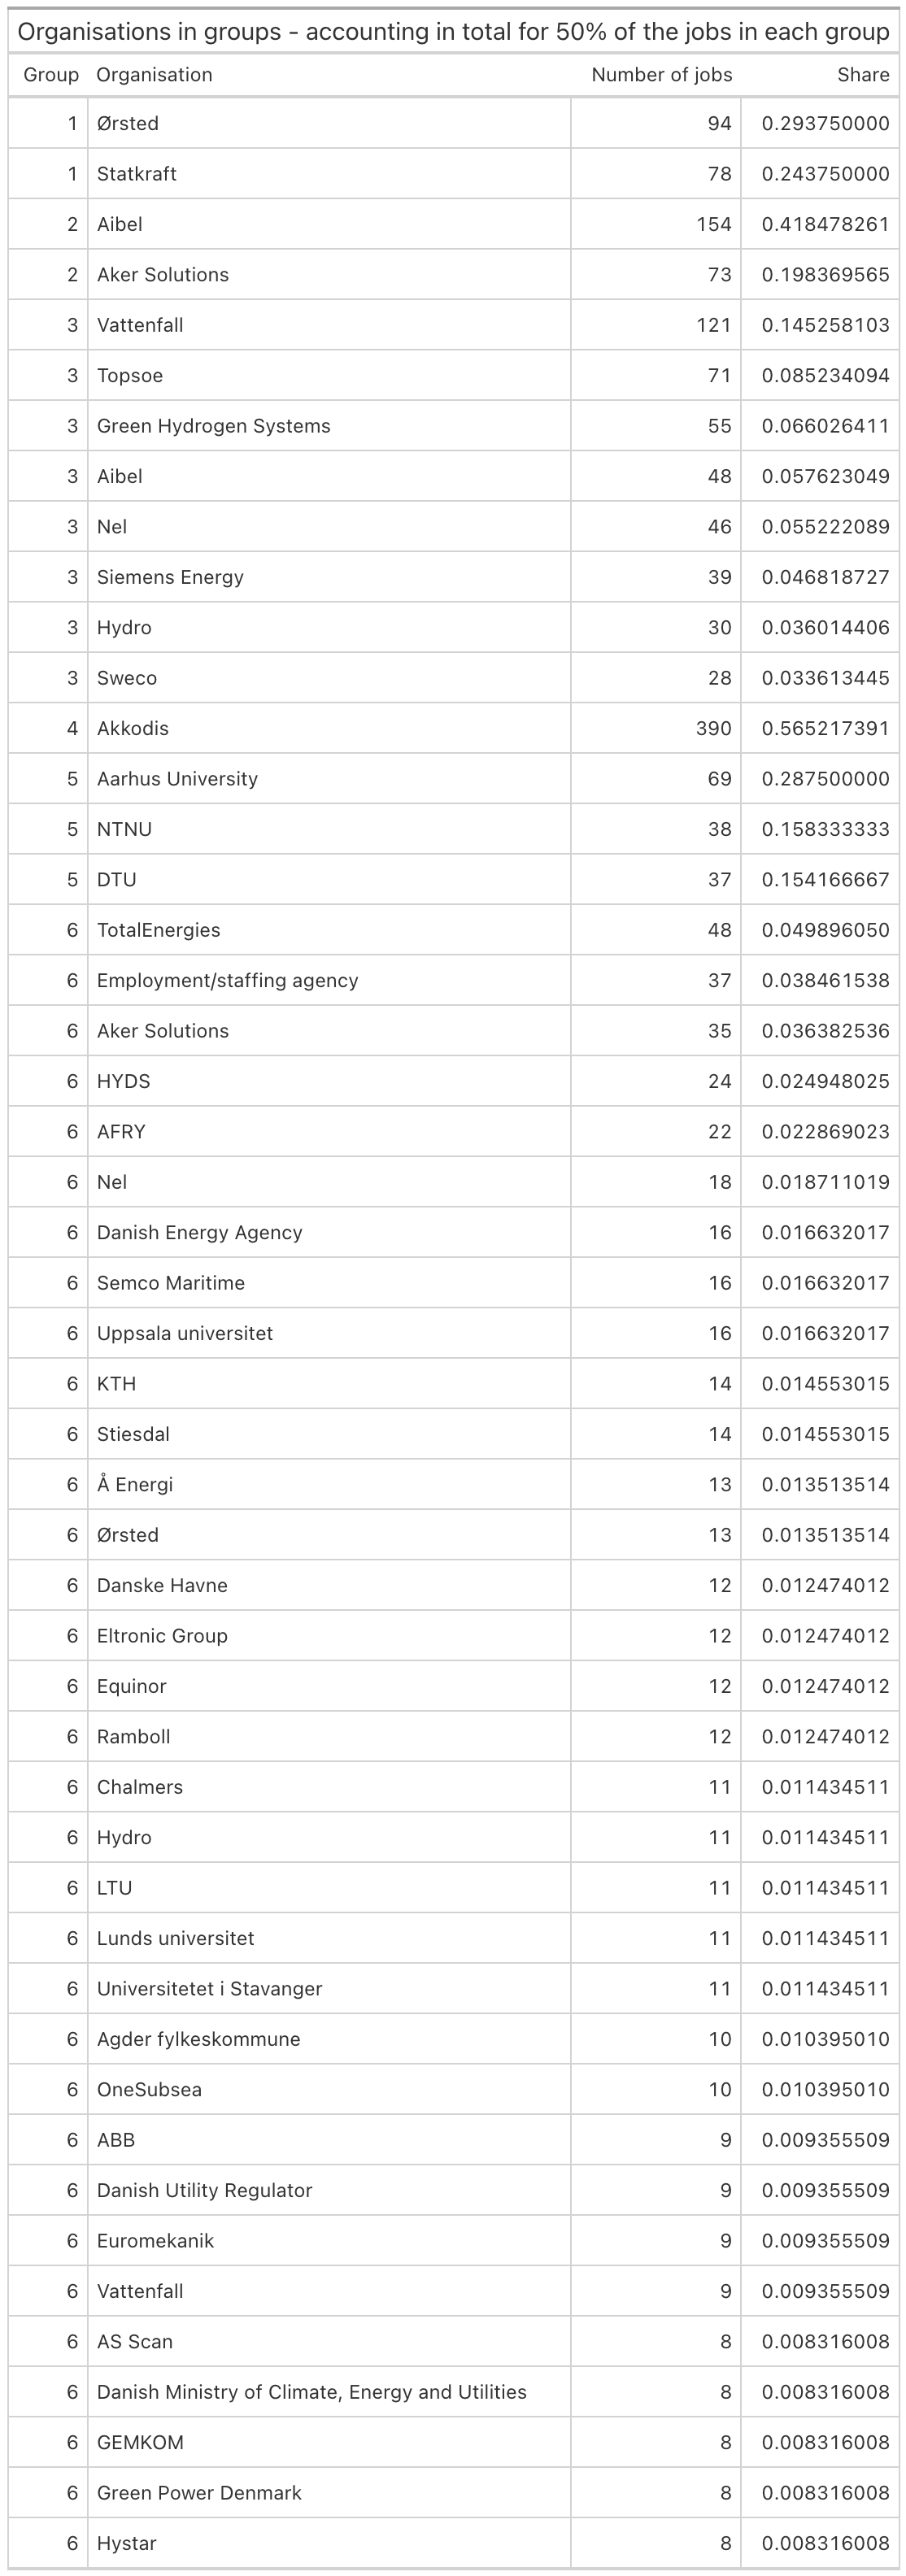 Organisations in groups - accounting in total for 50% of the jobs in each group
Group Organisation Number of jobs Share
1 Ørsted 94 0.293750000
1 Statkraft 78 0.243750000
2 Aibel 154 0.418478261
2 Aker Solutions 73 0.198369565
3 Vattenfall 121 0.145258103
3 Topsoe 71 0.085234094
3 Green Hydrogen Systems 55 0.066026411
3 Aibel 48 0.057623049
3 Nel 46 0.055222089
3 Siemens Energy 39 0.046818727
3 Hydro 30 0.036014406
3 Sweco 28 0.033613445
4 Akkodis 390 0.565217391
5 Aarhus University 69 0.287500000
5 NTNU 38 0.158333333
5 DTU 37 0.154166667
6 TotalEnergies 48 0.049896050
6 Employment/staffing agency 37 0.038461538
6 Aker Solutions 35 0.036382536
6 HYDS 24 0.024948025
6 AFRY 22 0.022869023
6 Nel 18 0.018711019
6 Danish Energy Agency 16 0.016632017
6 Semco Maritime 16 0.016632017
6 Uppsala universitet 16 0.016632017
6 KTH 14 0.014553015
6 Stiesdal 14 0.014553015
6 Å Energi 13 0.013513514
6 Ørsted 13 0.013513514
6 Danske Havne 12 0.012474012
6 Eltronic Group 12 0.012474012
6 Equinor 12 0.012474012
6 Ramboll 12 0.012474012
6 Chalmers 11 0.011434511
6 Hydro 11 0.011434511
6 LTU 11 0.011434511
6 Lunds universitet 11 0.011434511
6 Universitetet i Stavanger 11 0.011434511
6 Agder fylkeskommune 10 0.010395010
6 OneSubsea 10 0.010395010
6 ABB 9 0.009355509
6 Danish Utility Regulator 9 0.009355509
6 Euromekanik 9 0.009355509
6 Vattenfall 9 0.009355509
6 AS Scan 8 0.008316008
6 Danish Ministry of Climate, Energy and Utilities 8 0.008316008
6 GEMKOM 8 0.008316008
6 Green Power Denmark 8 0.008316008
6 Hystar 8 0.008316008